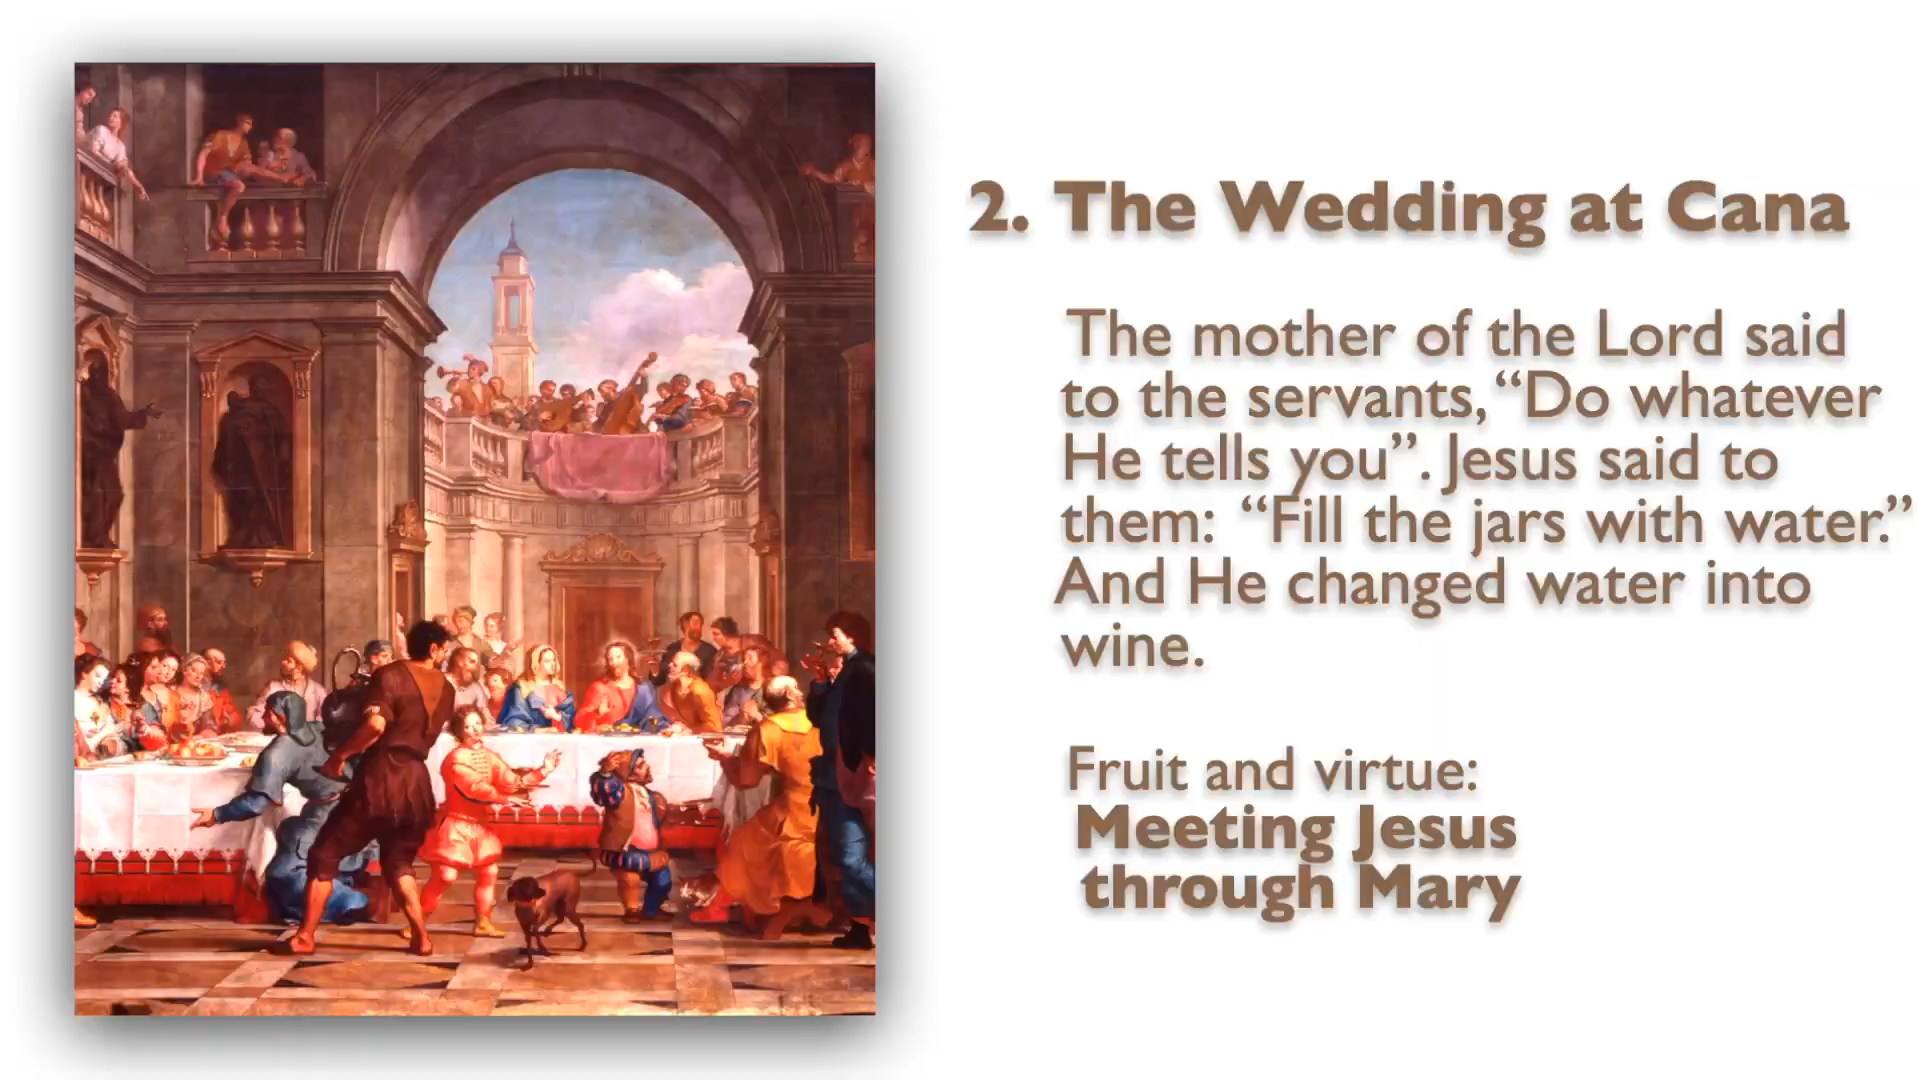 2. The Wedding at Cana
The mother of the Lord said
to the servants, “Do whatever
He tells you”. Jesus said to
them: “Fill the jars with water.”
And He changed water into
wine.
Fruit and virtue:
Meeting Jesus
through Mary